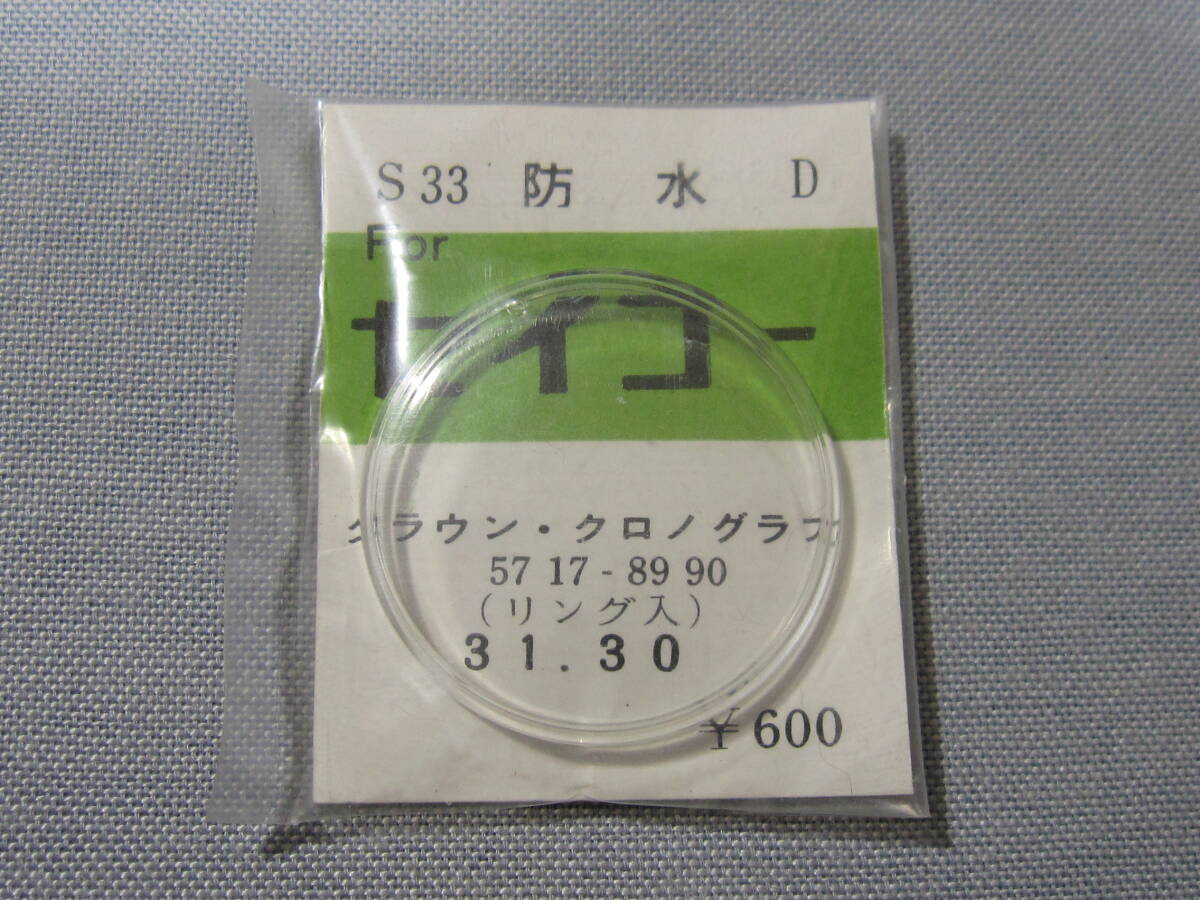 S 33 防 水 D
For
セイコー
クラウン・クロノグラフ
57 17 - 89 90
(リング入)
31.30
¥600